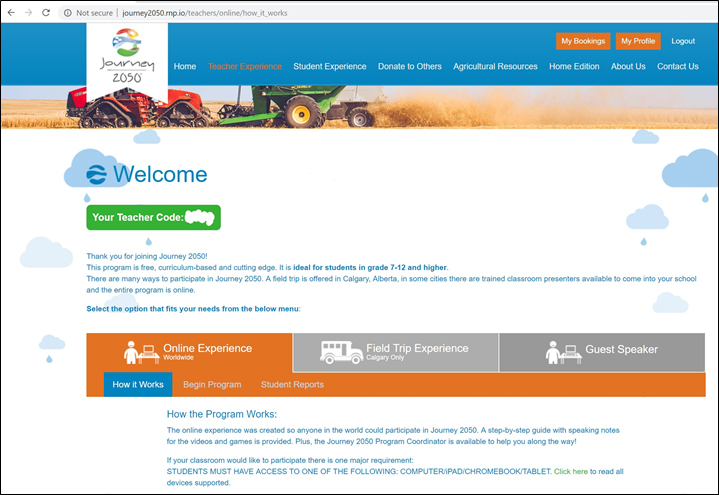 Not secure | journey2050.mp.io/teachers/online/how_it_works
My Bookings My Profile Logout
Journey
2050
Home Teacher Experience Student Experience Donate to Others Agricultural Resources Home Edition About Us Contact Us
Welcome
Your Teacher Code:
Thank you for joining Journey 2050!
This program is free, curriculum-based and cutting edge. It is ideal for students in grade 7-12 and higher.
There are many ways to participate in Journey 2050. A field trip is offered in Calgary, Alberta, in some cities there are trained classroom presenters available to come into your school
and the entire program is online.
Select the option that fits your needs from the below menu:
Online Experience
Worldwide
Field Trip Experience
Calgary Only
Guest Speaker
How it Works Begin Program Student Reports
How the Program Works:
The online experience was created so anyone in the world could participate in Journey 2050. A step-by-step guide with speaking notes
for the videos and games is provided. Plus, the Journey 2050 Program Coordinator is available to help you along the way!
If your classroom would like to participate there is one major requirement:
STUDENTS MUST HAVE ACCESS TO ONE OF THE FOLLOWING: COMPUTER/iPAD/CHROMEBOOK/TABLET. Click here to read all
devices supported.